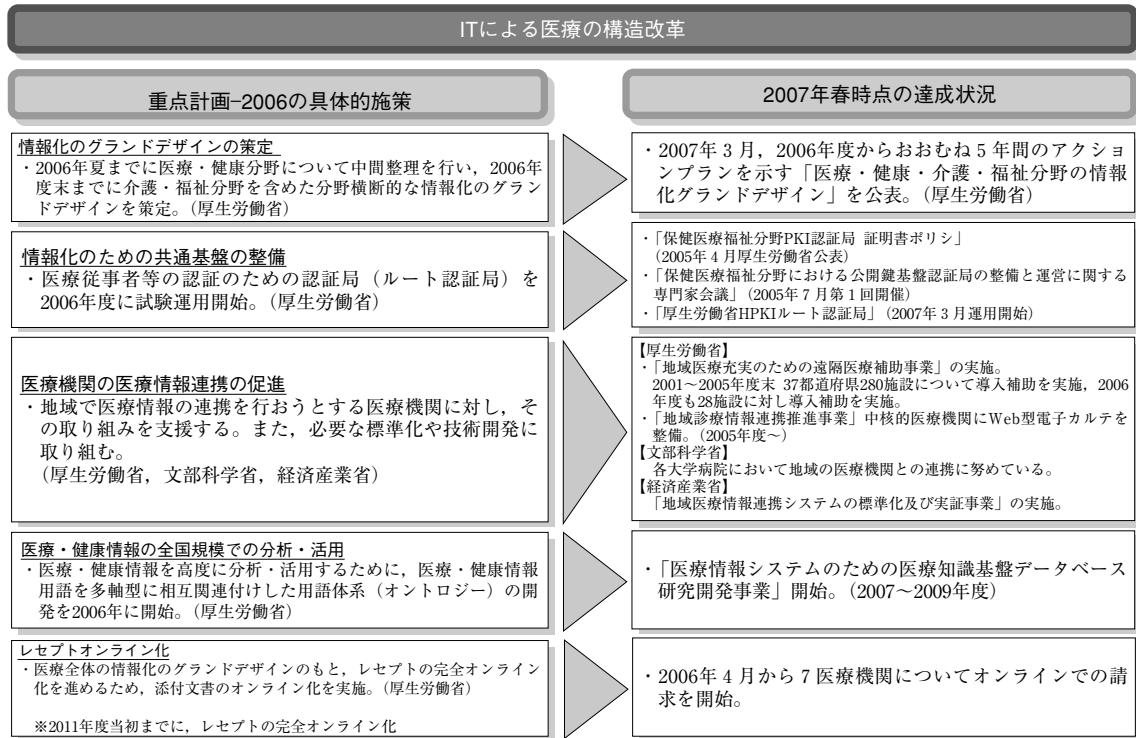 ITによる医療の構造改革
重点計画−2006の具体的施策
2007年春時点の達成状況
情報化のグランドデザインの策定
・2006年夏までに医療・健康分野について中間整理を行い，2006年
度末までに介護・福祉分野を含めた分野横断的な情報化のグラン
ドデザインを策定。（厚生労働省）
・2007年３月，2006年度からおおむね５年間のアクショ
ンプランを示す「医療・健康・介護・福祉分野の情報
化グランドデザイン」を公表。（厚生労働省）
情報化のための共通基盤の整備
・医療従事者等の認証のための認証局（ルート認証局）を
2006年度に試験運用開始。（厚生労働省）
・「保健医療福祉分野PKI認証局 証明書ポリシ」
（2005年４月厚生労働省公表）
・「保健医療福祉分野における公開鍵基盤認証局の整備と運営に関する
専門家会議」（2005年７月第１回開催）
・「厚生労働省HPKIルート認証局」（2007年３月運用開始）
医療機関の医療情報連携の促進
・地域で医療情報の連携を行おうとする医療機関に対し，そ
の取り組みを支援する。また，必要な標準化や技術開発に
取り組む。
（厚生労働省，文部科学省，経済産業省）
【厚生労働省】
・「地域医療充実のための遠隔医療補助事業」の実施。
2001～2005年度末 37都道府県280施設について導入補助を実施，2006
年度も28施設に対し導入補助を実施。
・「地域診療情報連携推進事業」中核的医療機関にWeb型電子カルテを
整備。（2005年度～）
【文部科学省】
各大学病院において地域の医療機関との連携に努めている。
【経済産業省】
「地域医療情報連携システムの標準化及び実証事業」の実施。
医療・健康情報の全国規模での分析・活用
・医療・健康情報を高度に分析・活用するために，医療・健康情報
用語を多軸型に相互関連付けした用語体系（オントロジー）の開
発を2006年に開始。（厚生労働省）
・「医療情報システムのための医療知識基盤データベース
研究開発事業」開始。（2007～2009年度）
レセプトオンライン化
・医療全体の情報化のグランドデザインのもと，レセプトの完全オンライン
化を進めるため，添付文書のオンライン化を実施。（厚生労働省）
※2011年度当初までに，レセプトの完全オンライン化
・2006年４月から７医療機関についてオンラインでの請
求を開始。